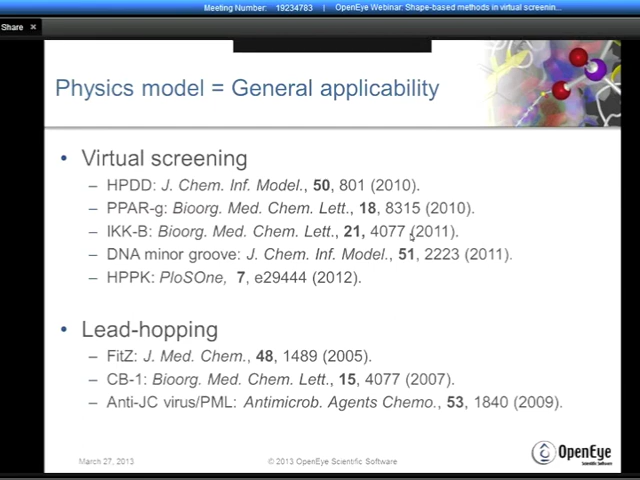 Meeting Number: 19234783 | OpenEye Webinar: Shape-based methods in virtual screenin...
Share ×
Physics model = General applicability
• Virtual screening
– HPDD: J. Chem. Inf. Model., 50, 801 (2010).
– PPAR-g: Bioorg. Med. Chem. Lett., 18, 8315 (2010).
– IKK-B: Bioorg. Med. Chem. Lett., 21, 4077 (2011).
– DNA minor groove: J. Chem. Inf. Model., 51, 2223 (2011).
– HPPK: PloSOne, 7, e29444 (2012).
• Lead-hopping
– FitZ: J. Med. Chem., 48, 1489 (2005).
– CB-1: Bioorg. Med. Chem. Lett., 15, 4077 (2007).
– Anti-JC virus/PML: Antimicrob. Agents Chemo., 53, 1840 (2009).
March 27, 2013 © 2013 OpenEye Scientific Software
OpenEye
Scientific Software